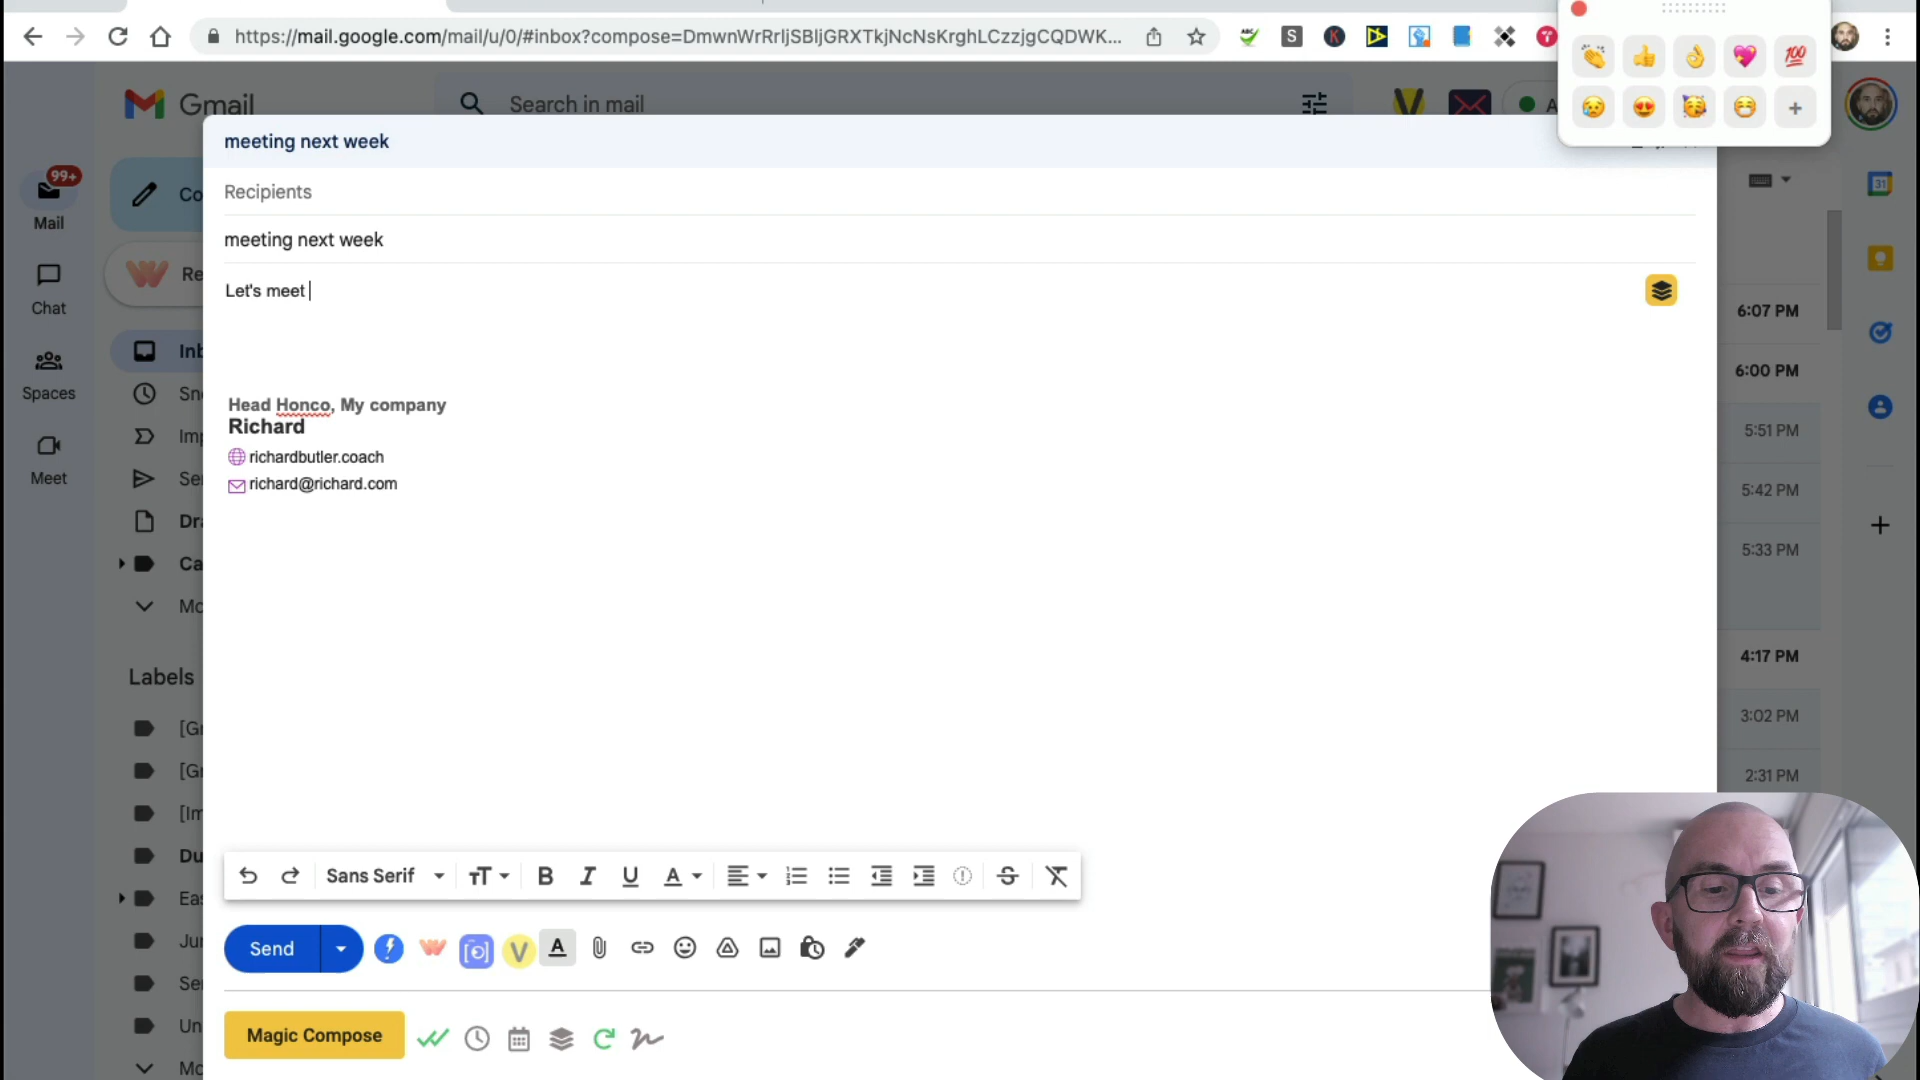 https://mail.google.com/mail/u/0/#inbox?compose=DmwnWrRrljSBljGRXTkjNcNsKrghLCzzjgCQDWK...
Gmail
Search in mail
99+
Mail
Chat
Spaces
Meet
meeting next week
Recipients
meeting next week
Let's meet
Head Honco, My company
Richard
richardbutler.coach
richard@richard.com
Labels
6:07 PM
6:00 PM
5:51 PM
5:42 PM
5:33 PM
4:17 PM
3:02 PM
2:31 PM
Sans Serif
Send
Magic Compose